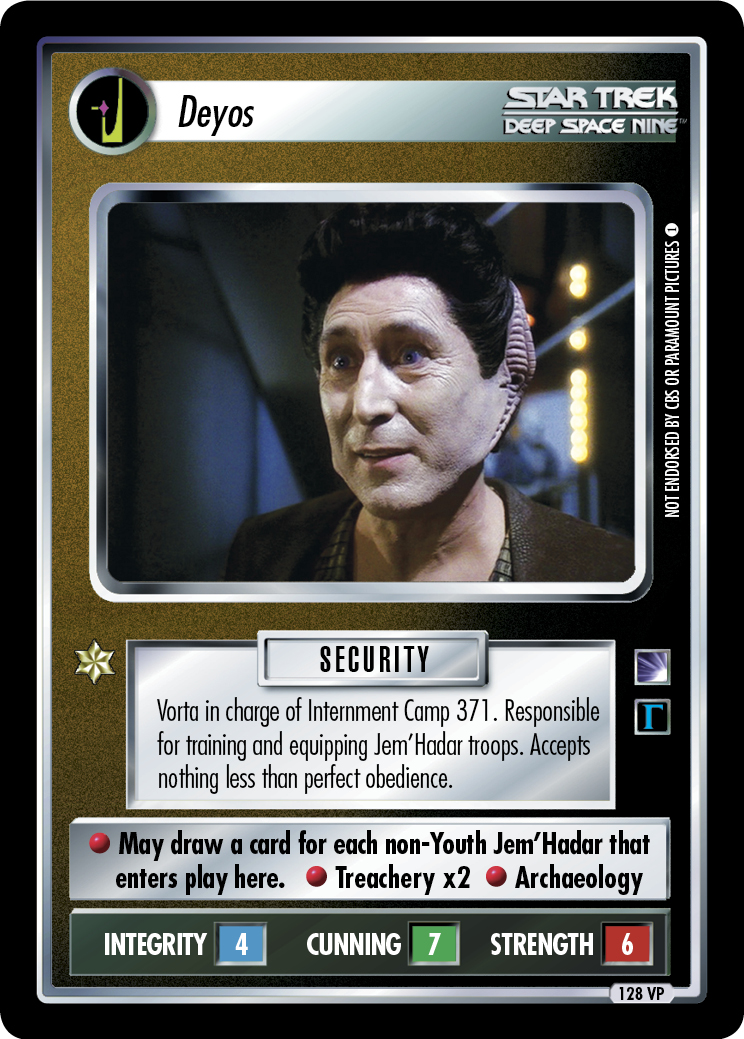 Deyos
STAR TREK
DEEP SPACE NINE™
NOT ENDORSED BY CBS OR PARAMOUNT PICTURES 1
SECURITY
Vorta in charge of Internment Camp 371. Responsible
for training and equipping Jem'Hadar troops. Accepts
nothing less than perfect obedience.
Γ
• May draw a card for each non-Youth Jem'Hadar that
enters play here. • Treachery x2 • Archaeology
INTEGRITY 4 CUNNING 7 STRENGTH 6
128 VP